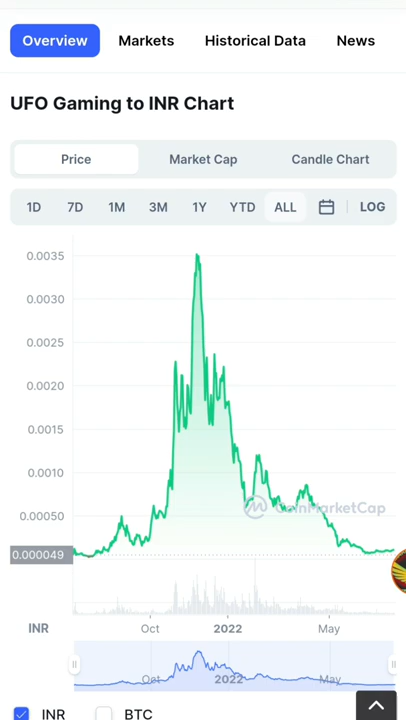 Overview Markets Historical Data News
UFO Gaming to INR Chart
Price Market Cap Candle Chart
1D 7D 1M 3M 1Y YTD ALL LOG
0.0035
0.0030
0.0025
0.0020
0.0015
0.0010
0.00050
CoinMarketCap
0.000049
INR Oct 2022 May
Oct 2022 May
INR BTC